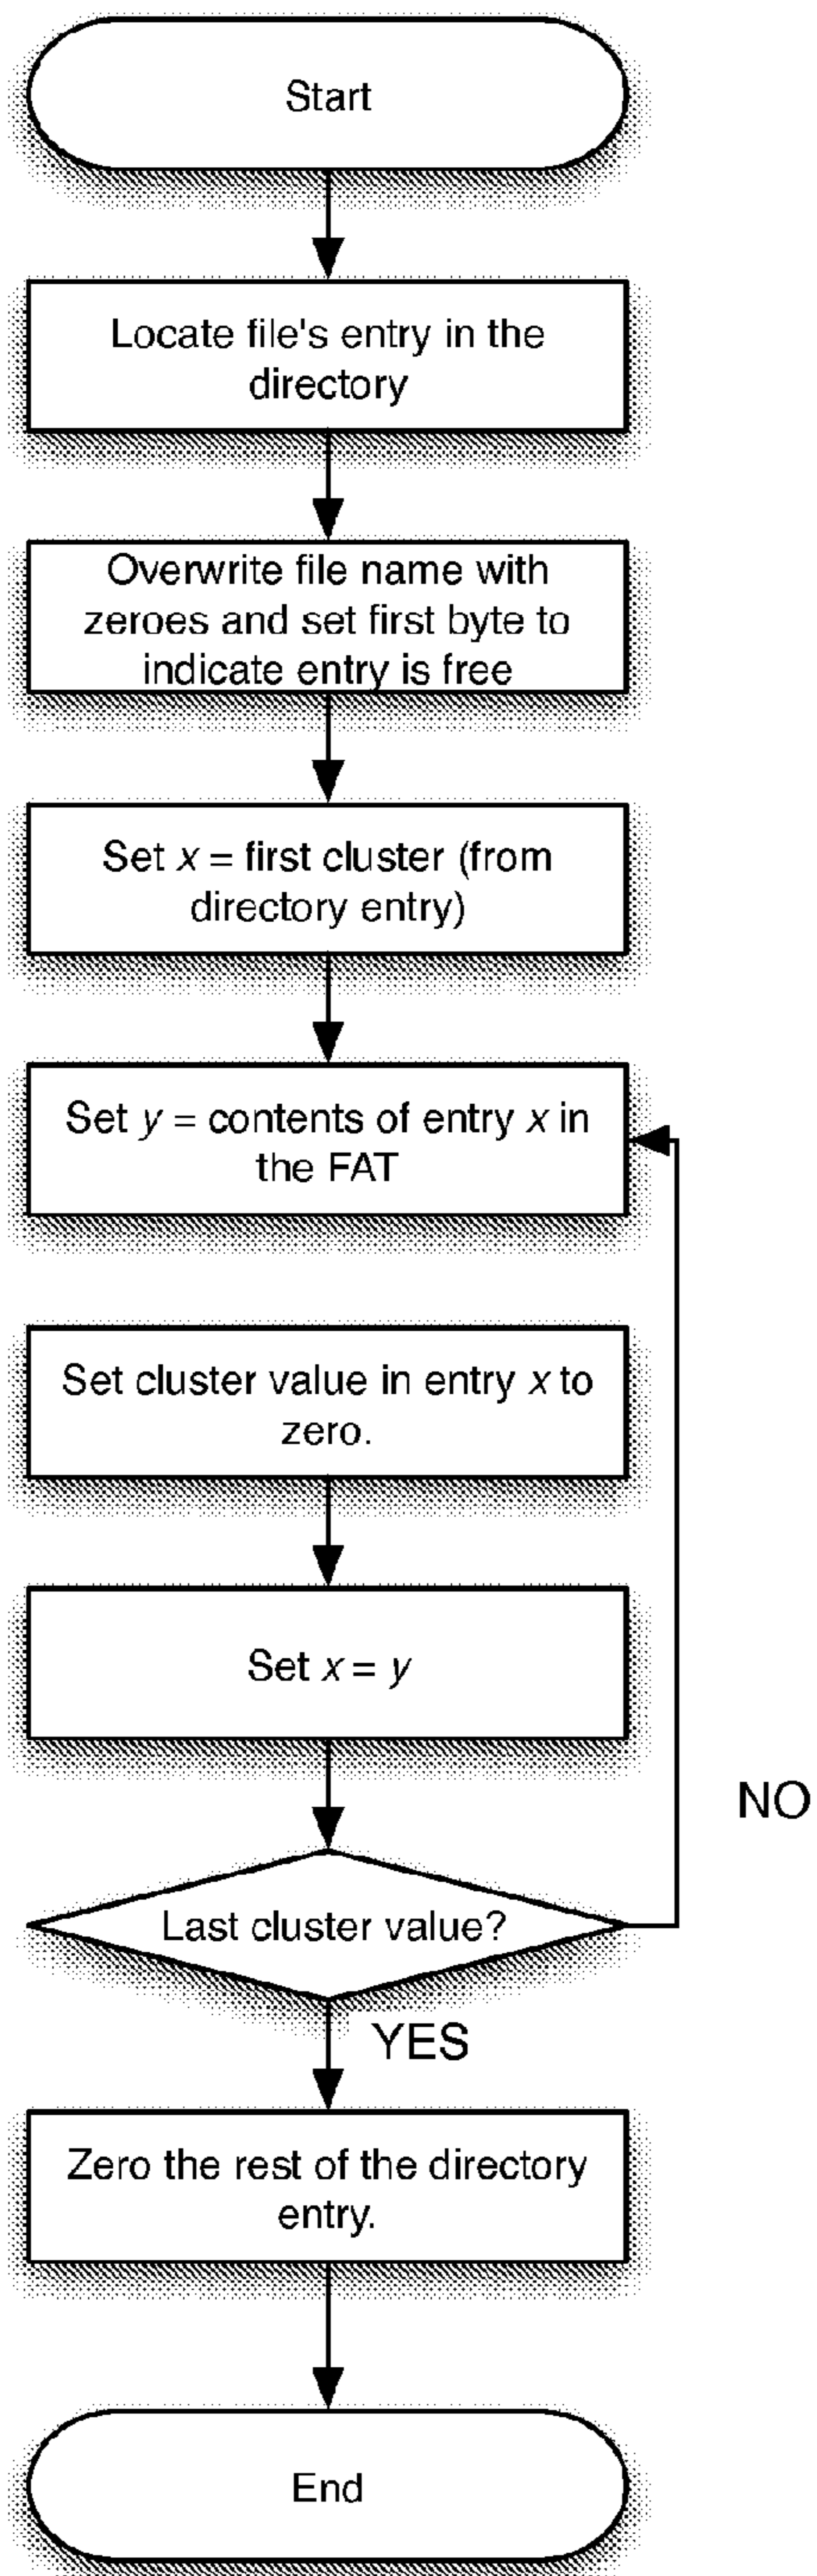 Start
Locate file's entry in the
directory
Overwrite file name with
zeroes and set first byte to
indicate entry is free
Set x = first cluster (from
directory entry)
Set y = contents of entry x in
the FAT
Set cluster value in entry x to
zero.
Set x = y
NO
Last cluster value?
YES
Zero the rest of the directory
entry.
End